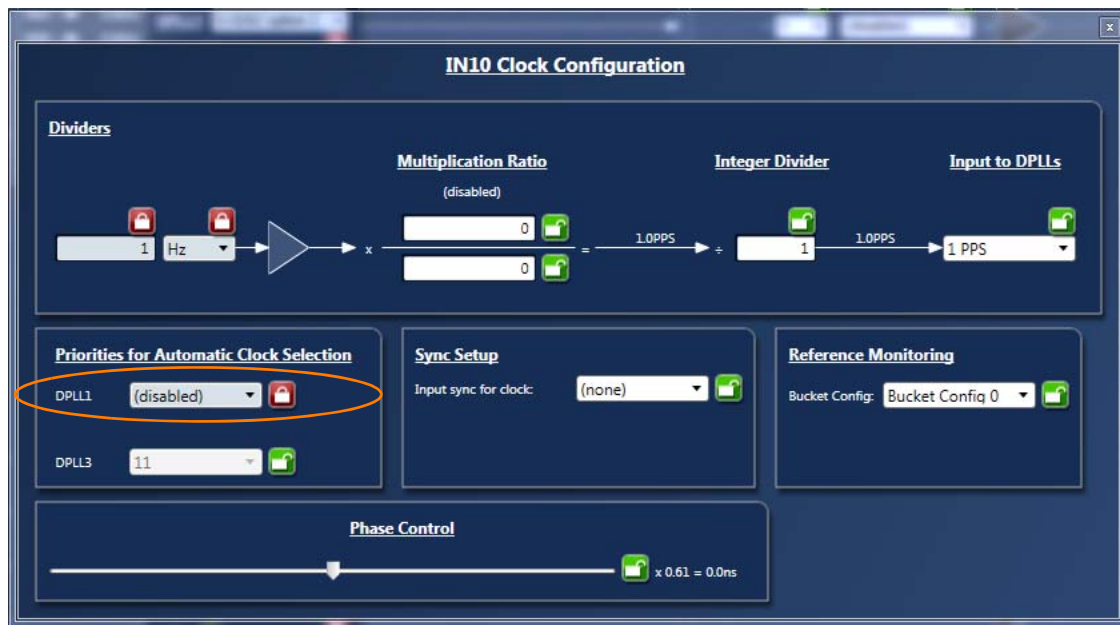 x
IN10 Clock Configuration
Dividers
Multiplication Ratio
Integer Divider
Input to DPLLs
(disabled)
1 Hz x 0 = 1.0PPS ÷ 1 1.0PPS 1 PPS
0
Priorities for Automatic Clock Selection
DPLL1 (disabled)
DPLL3 11
Sync Setup
Input sync for clock: (none)
Reference Monitoring
Bucket Config: Bucket Config 0
Phase Control
x 0.61 = 0.0ns